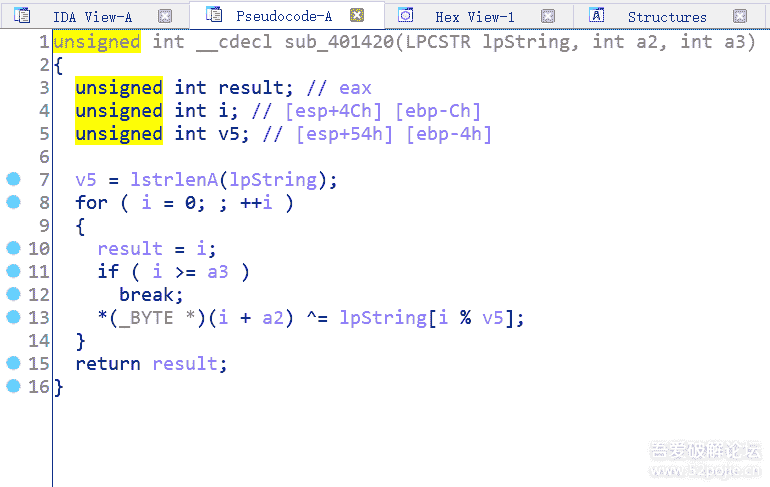 IDA View-A Pseudocode-A Hex View-1 Structures
1 unsigned int __cdecl sub_401420(LPCSTR lpString, int a2, int a3)
2 {
3 unsigned int result; // eax
4 unsigned int i; // [esp+4Ch] [ebp-Ch]
5 unsigned int v5; // [esp+54h] [ebp-4h]
6
7 v5 = lstrlenA(lpString);
8 for ( i = 0; ; ++i )
9 {
10 result = i;
11 if ( i >= a3 )
12 break;
13 *(_BYTE *)(i + a2) ^= lpString[i % v5];
14 }
15 return result;
16 }
吾爱破解论坛
www.52pojie.cn